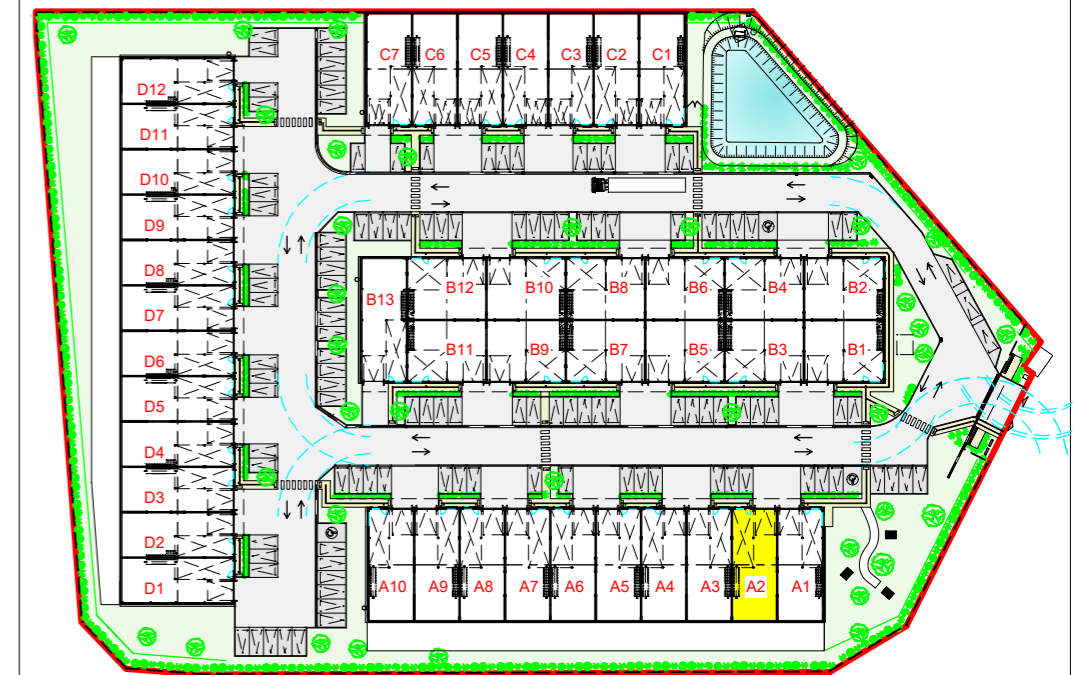 C7 C6 C5 C4 C3 C2 C1
D12
D11
D10
D9
D8
D7
D6
D5
D4
D3
D2
D1
B13 B12 B10 B8 B6 B4 B2
B11 B9 B7 B5 B3 B1
A10 A9 A8 A7 A6 A5 A4 A3 A2 A1